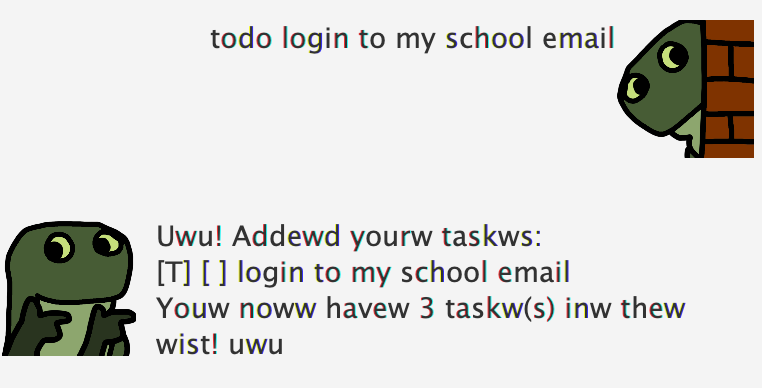 todo login to my school email
Uwu! Addewd yourw taskws:
[T] [ ] login to my school email
Youw noww havew 3 taskw(s) inw thew
wist! uwu